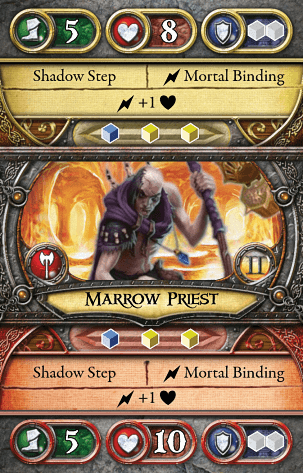 5 8
Shadow Step Mortal Binding
+1
II
MARROW PRIEST
Shadow Step Mortal Binding
+1
5 10